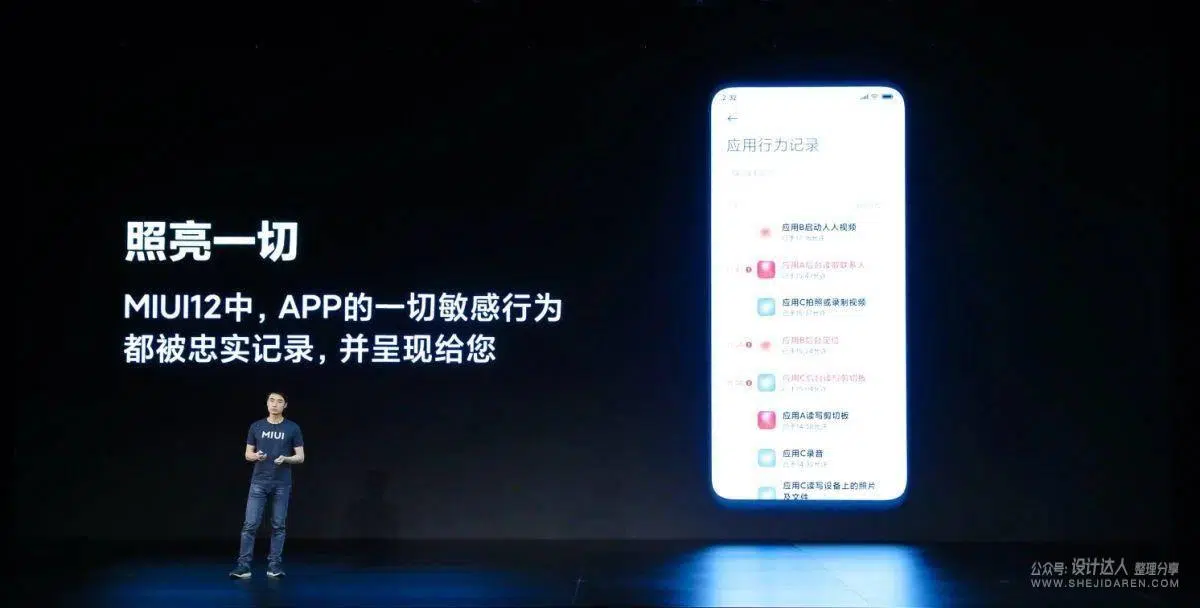 照亮一切
MIUI12中，APP的一切敏感行为
都被忠实记录，并呈现给您
MIUI
应用行为记录
应用B启动人人视频
应用A后台读取联系人
应用C拍照或录制视频
应用B后台定位
应用C后台读写剪切板
应用A读写剪切板
应用C录音
应用C读写设备上的照片
及文件
公众号: 设计达人 整理分享
WWW.SHEJIDAREN.COM